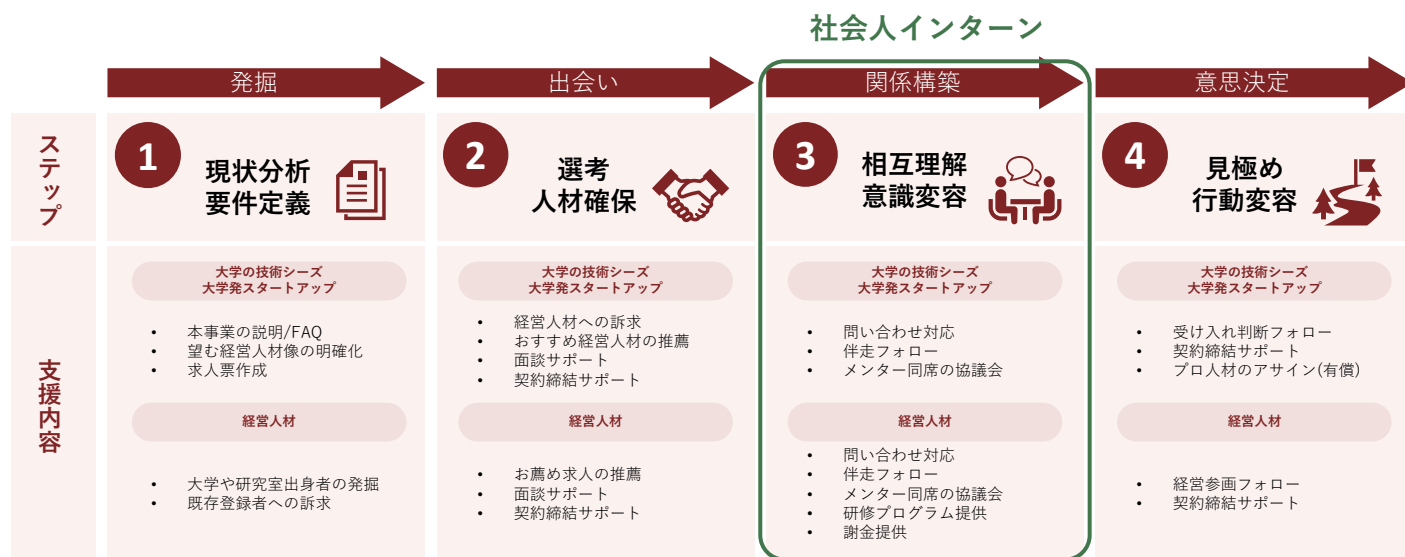 社会人インターン
発掘
出会い
関係構築
意思決定
ステップ
1
現状分析
要件定義
2
選考
人材確保
3
相互理解
意識変容
4
見極め
行動変容
支援内容
大学の技術シーズ
大学発スタートアップ
• 本事業の説明/FAQ
• 望む経営人材像の明確化
• 求人票作成
経営人材
• 大学や研究室出身者の発掘
• 既存登録者への訴求
大学の技術シーズ
大学発スタートアップ
• 経営人材への訴求
• おすすめ経営人材の推薦
• 面談サポート
• 契約締結サポート
経営人材
• お薦め求人の推薦
• 面談サポート
• 契約締結サポート
大学の技術シーズ
大学発スタートアップ
• 問い合わせ対応
• 伴走フォロー
• メンター同席の協議会
経営人材
• 問い合わせ対応
• 伴走フォロー
• メンター同席の協議会
• 研修プログラム提供
• 謝金提供
大学の技術シーズ
大学発スタートアップ
• 受け入れ判断フォロー
• 契約締結サポート
• プロ人材のアサイン(有償)
経営人材
• 経営参画フォロー
• 契約締結サポート